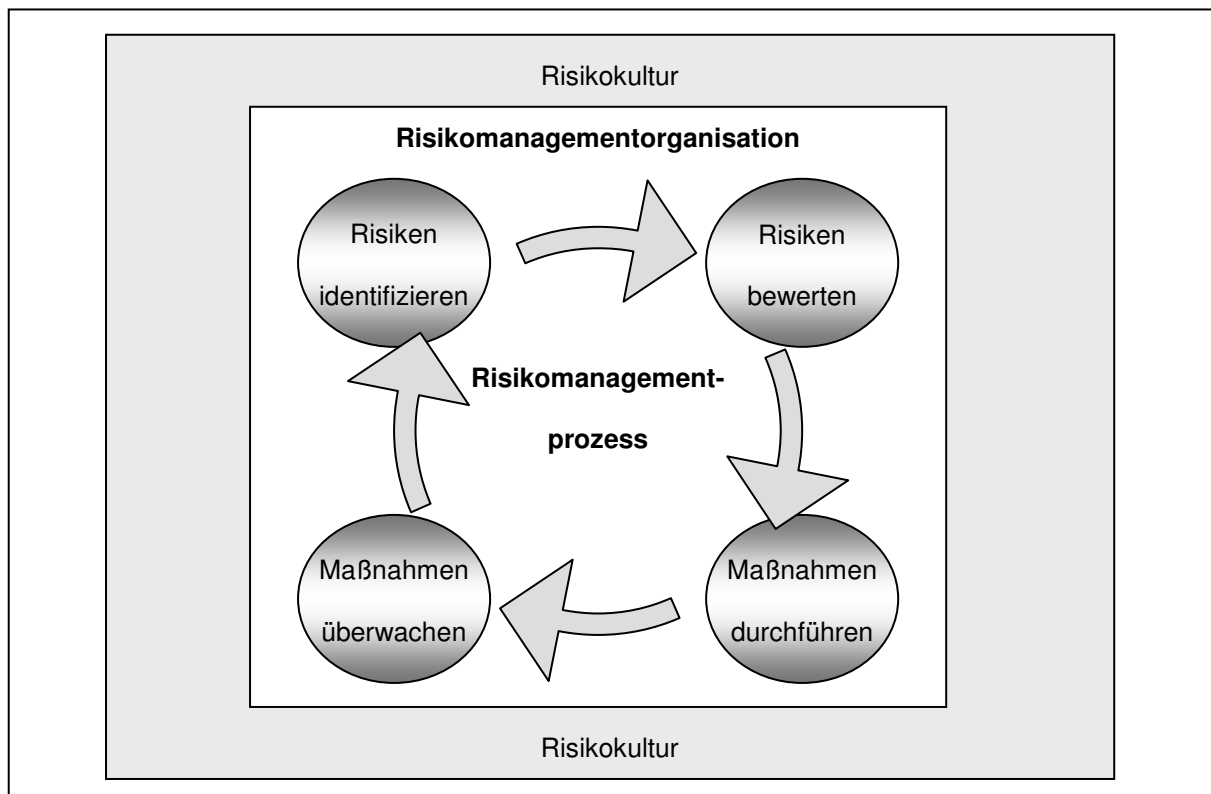 Risikokultur
Risikomanagementorganisation
Risiken
identifizieren
Risiken
bewerten
Risikomanagement-
prozess
Maßnahmen
überwachen
Maßnahmen
durchführen
Risikokultur